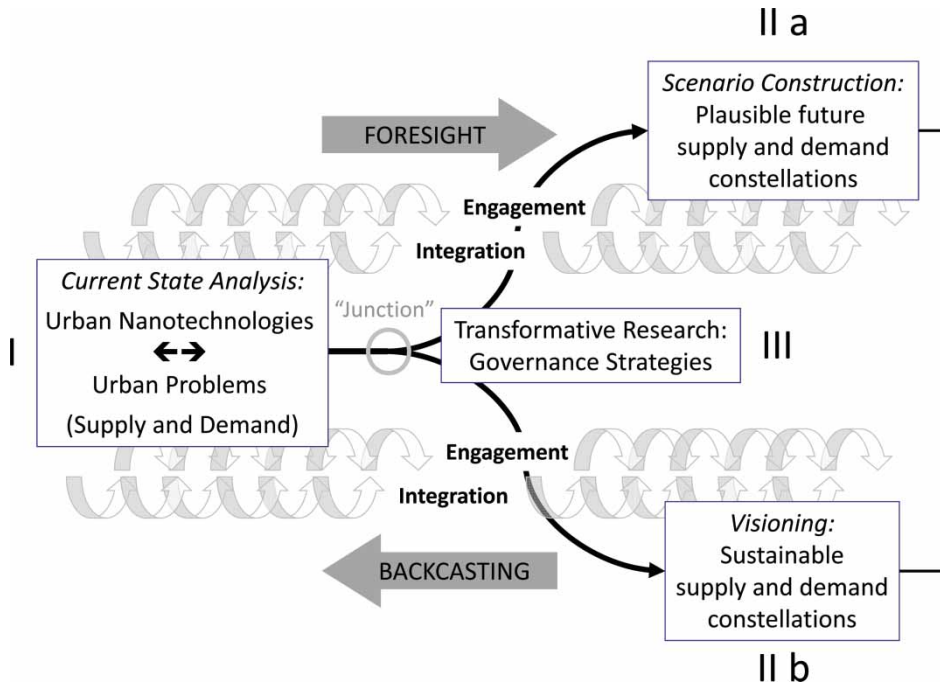 II a
Scenario Construction:
Plausible future
supply and demand
constellations
FORESIGHT
Engagement
Integration
I
Current State Analysis:
Urban Nanotechnologies
Urban Problems
(Supply and Demand)
“Junction”
Transformative Research:
Governance Strategies
III
Engagement
Integration
BACKCASTING
Visioning:
Sustainable
supply and demand
constellations
II b